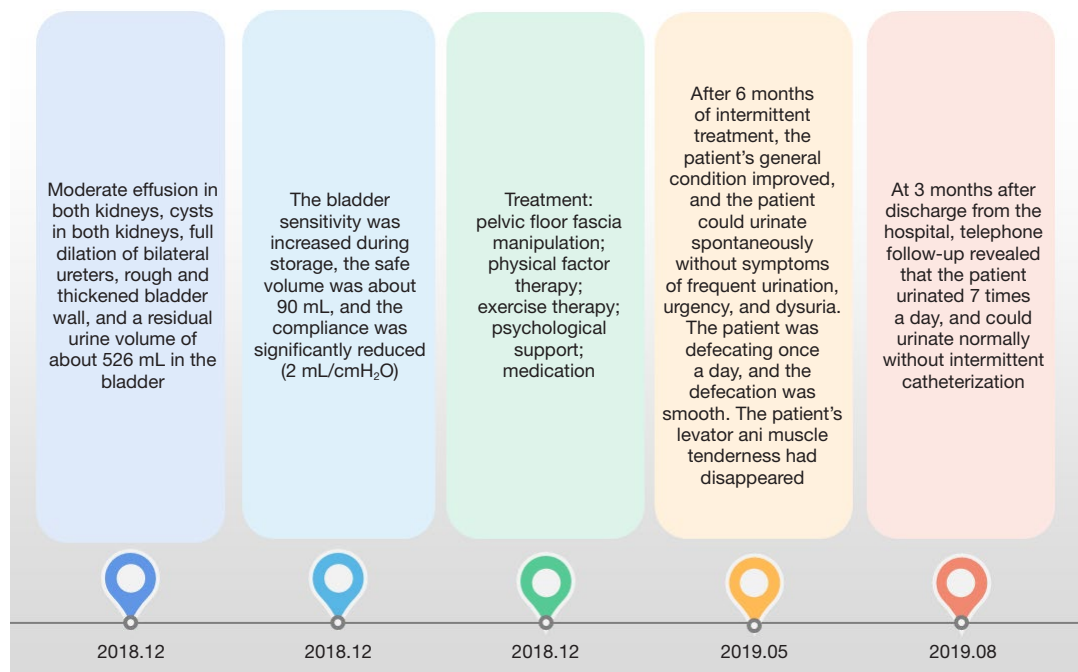 Moderate effusion in
both kidneys, cysts
in both kidneys, full
dilation of bilateral
ureters, rough and
thickened bladder
wall, and a residual
urine volume of
about 526 mL in the
bladder
The bladder
sensitivity was
increased during
storage, the safe
volume was about
90 mL, and the
compliance was
significantly reduced
(2 mL/cmH₂O)
Treatment:
pelvic floor fascia
manipulation;
physical factor
therapy;
exercise therapy;
psychological
support;
medication
After 6 months
of intermittent
treatment, the
patient’s general
condition improved,
and the patient
could urinate
spontaneously
without symptoms
of frequent urination,
urgency, and dysuria.
The patient was
defecating once
a day, and the
defecation was
smooth. The patient’s
levator ani muscle
tenderness had
disappeared
At 3 months after
discharge from the
hospital, telephone
follow-up revealed
that the patient
urinated 7 times
a day, and could
urinate normally
without intermittent
catheterization
2018.12
2018.12
2018.12
2019.05
2019.08